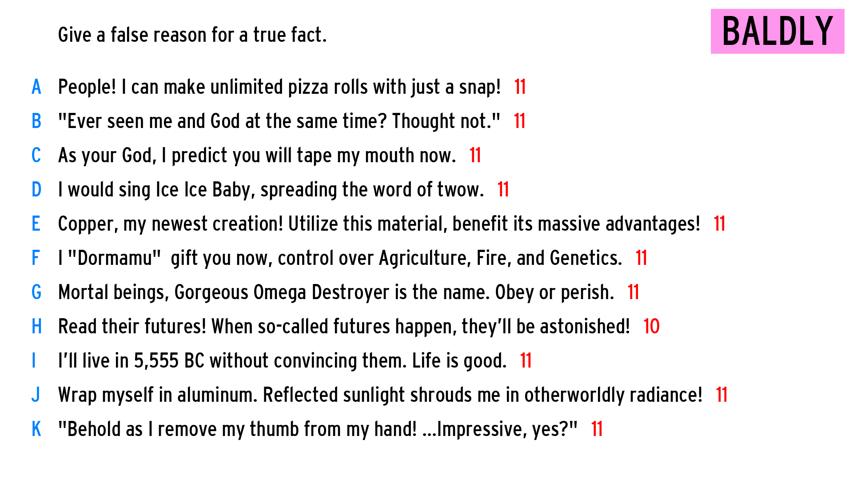 Give a false reason for a true fact.
BALDLY
A People! I can make unlimited pizza rolls with just a snap! 11
B "Ever seen me and God at the same time? Thought not." 11
C As your God, I predict you will tape my mouth now. 11
D I would sing Ice Ice Baby, spreading the word of twow. 11
E Copper, my newest creation! Utilize this material, benefit its massive advantages! 11
F I "Dormamu"  gift you now, control over Agriculture, Fire, and Genetics. 11
G Mortal beings, Gorgeous Omega Destroyer is the name. Obey or perish. 11
H Read their futures! When so-called futures happen, they'll be astonished! 10
I I'll live in 5,555 BC without convincing them. Life is good. 11
J Wrap myself in aluminum. Reflected sunlight shrouds me in otherworldly radiance! 11
K "Behold as I remove my thumb from my hand! ...Impressive, yes?" 11